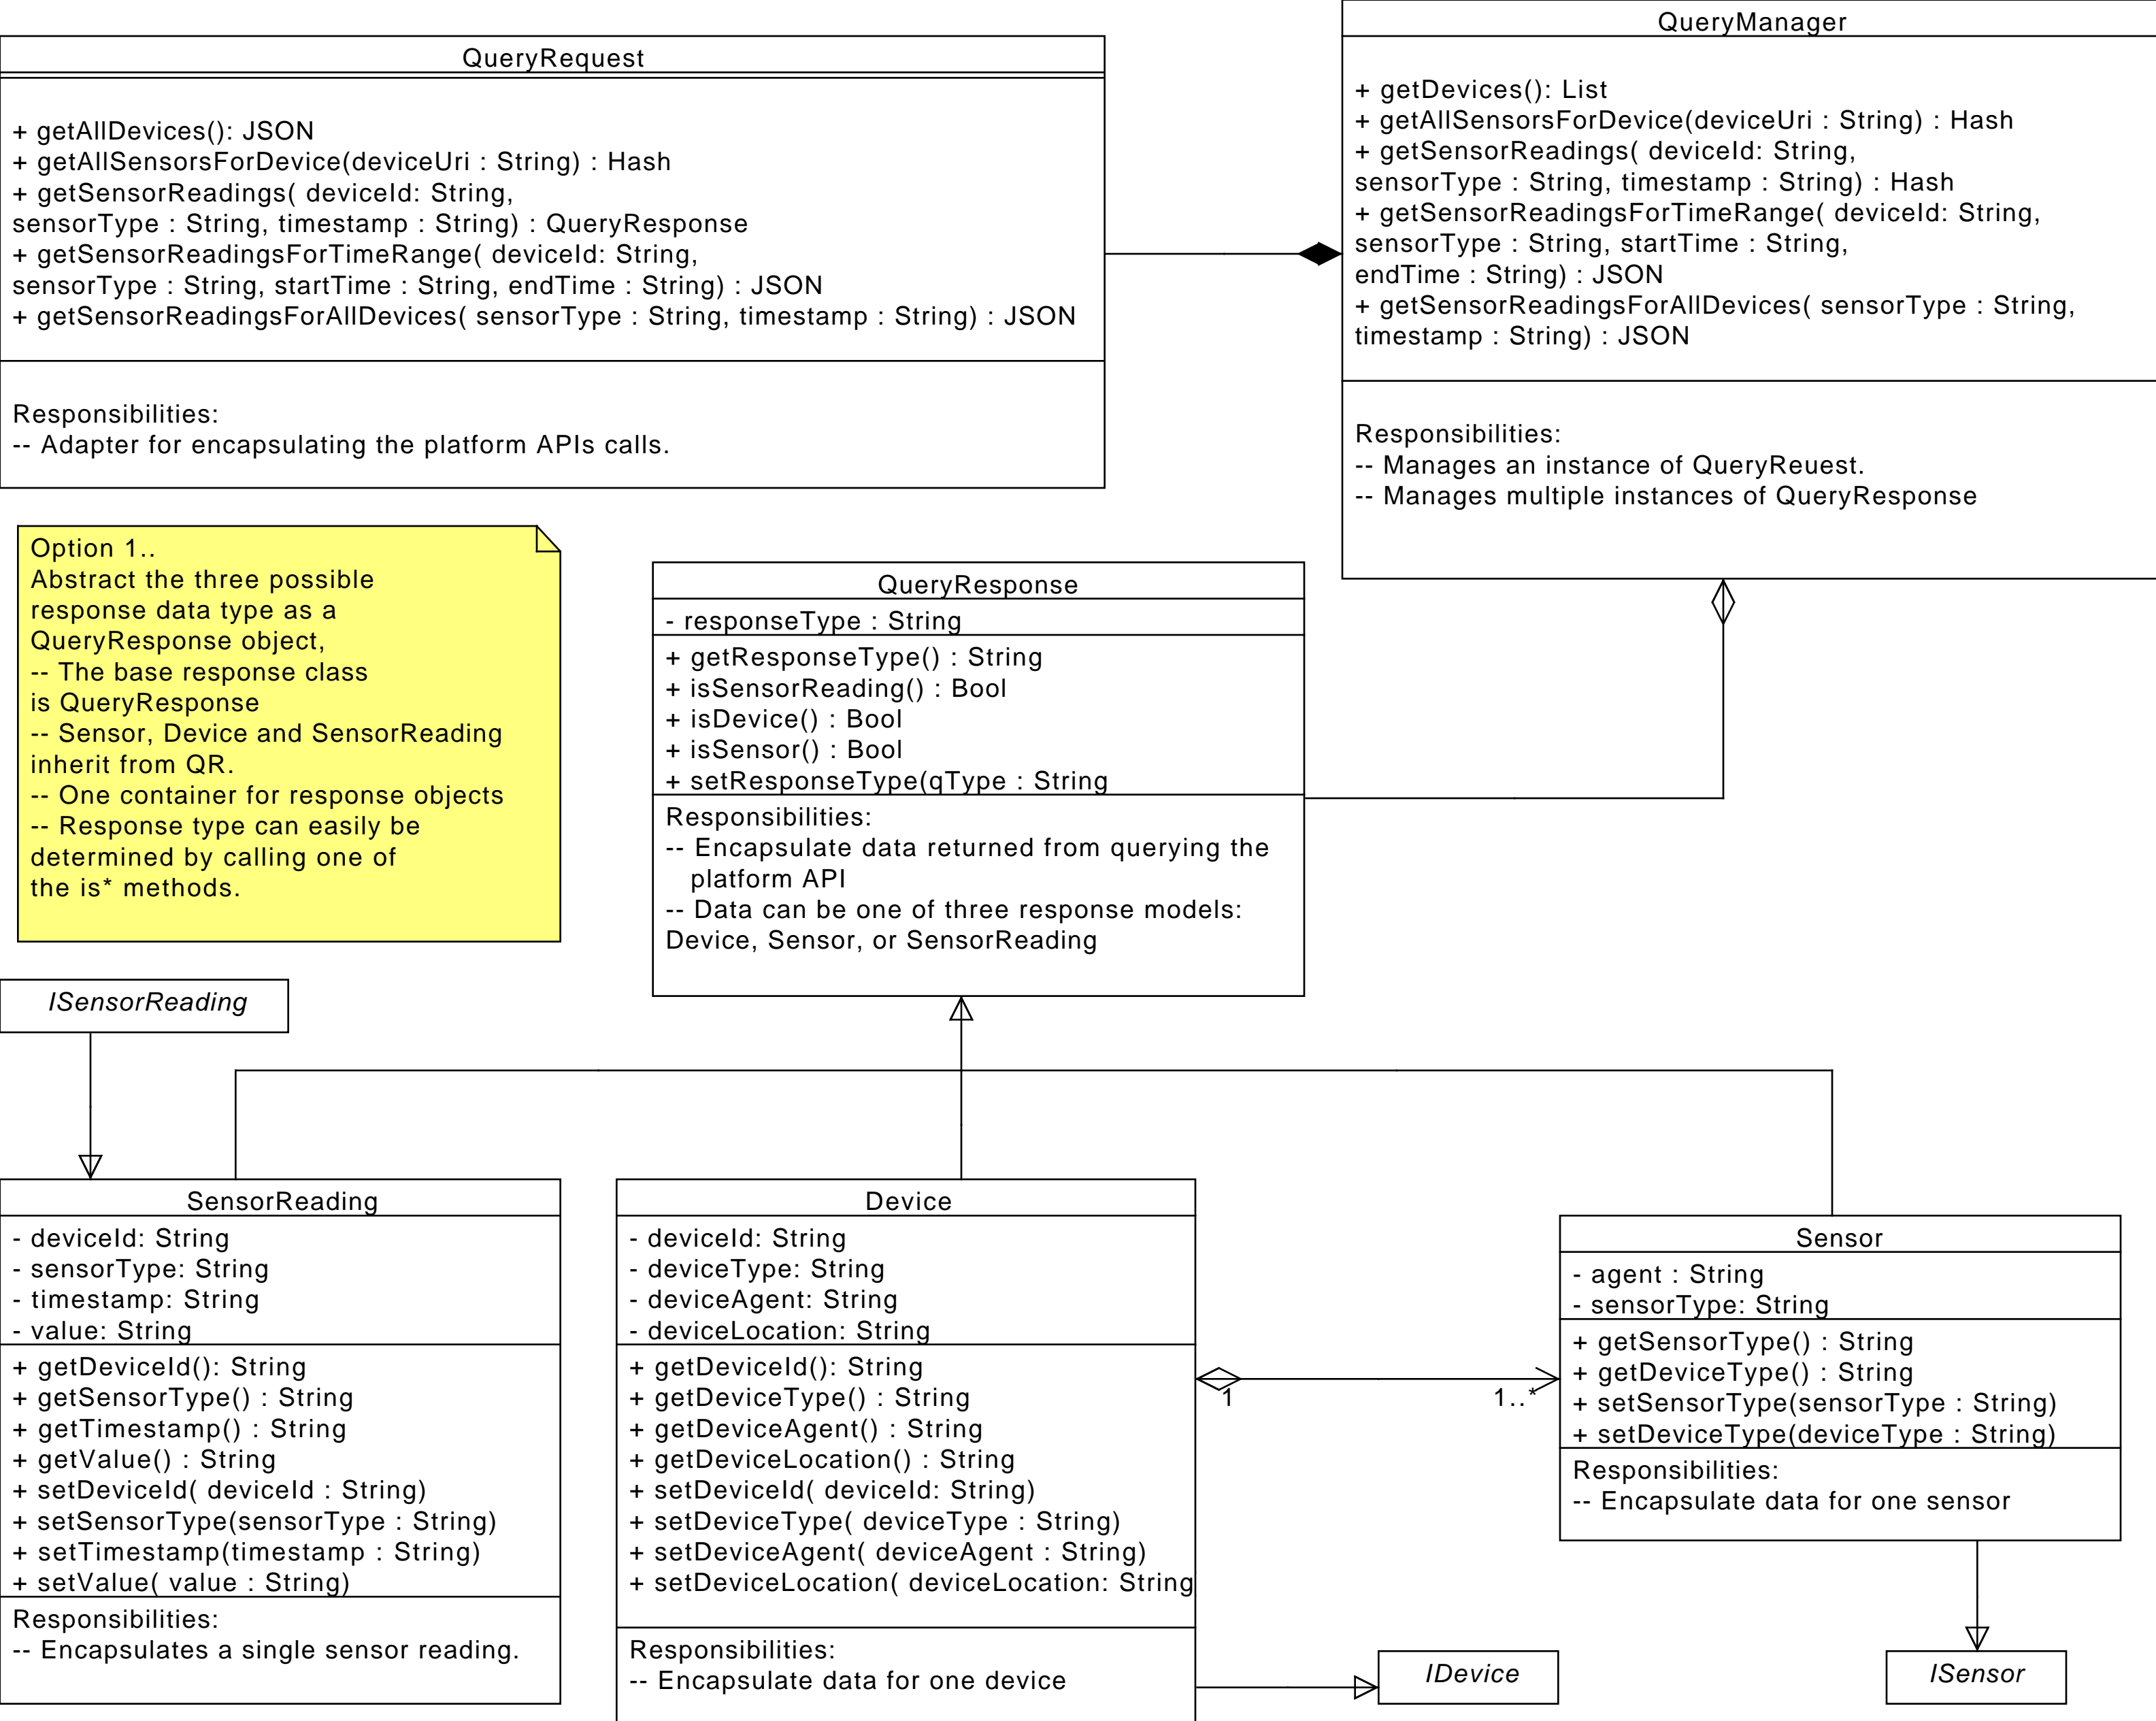 QueryRequest
+ getAllDevices(): JSON
+ getAllSensorsForDevice(deviceUri : String) : Hash
+ getSensorReadings( deviceId: String,
sensorType : String, timestamp : String) : QueryResponse
+ getSensorReadingsForTimeRange( deviceId: String,
sensorType : String, startTime : String, endTime : String) : JSON
+ getSensorReadingsForAllDevices( sensorType : String, timestamp : String) : JSON
Responsibilities:
-- Adapter for encapsulating the platform APIs calls.
QueryManager
+ getDevices(): List
+ getAllSensorsForDevice(deviceUri : String) : Hash
+ getSensorReadings( deviceId: String,
sensorType : String, timestamp : String) : Hash
+ getSensorReadingsForTimeRange( deviceId: String,
sensorType : String, startTime : String,
endTime : String) : JSON
+ getSensorReadingsForAllDevices( sensorType : String,
timestamp : String) : JSON
Responsibilities:
-- Manages an instance of QueryReuest.
-- Manages multiple instances of QueryResponse
Option 1..
Abstract the three possible
response data type as a
QueryResponse object,
-- The base response class
is QueryResponse
-- Sensor, Device and SensorReading
inherit from QR.
-- One container for response objects
-- Response type can easily be
determined by calling one of
the is* methods.
QueryResponse
- responseType : String
+ getResponseType() : String
+ isSensorReading() : Bool
+ isDevice() : Bool
+ isSensor() : Bool
+ setResponseType(qType : String
Responsibilities:
-- Encapsulate data returned from querying the
platform API
-- Data can be one of three response models:
Device, Sensor, or SensorReading
ISensorReading
SensorReading
- deviceId: String
- sensorType: String
- timestamp: String
- value: String
+ getDeviceId(): String
+ getSensorType() : String
+ getTimestamp() : String
+ getValue() : String
+ setDeviceId( deviceId : String)
+ setSensorType(sensorType : String)
+ setTimestamp(timestamp : String)
+ setValue( value : String)
Responsibilities:
-- Encapsulates a single sensor reading.
Device
- deviceId: String
- deviceType: String
- deviceAgent: String
- deviceLocation: String
+ getDeviceId(): String
+ getDeviceType() : String
+ getDeviceAgent() : String
+ getDeviceLocation() : String
+ setDeviceId( deviceId: String)
+ setDeviceType( deviceType : String)
+ setDeviceAgent( deviceAgent : String)
+ setDeviceLocation( deviceLocation: String
Responsibilities:
-- Encapsulate data for one device
1
1..*
Sensor
- agent : String
- sensorType: String
+ getSensorType() : String
+ getDeviceType() : String
+ setSensorType(sensorType : String)
+ setDeviceType(deviceType : String)
Responsibilities:
-- Encapsulate data for one sensor
IDevice
ISensor